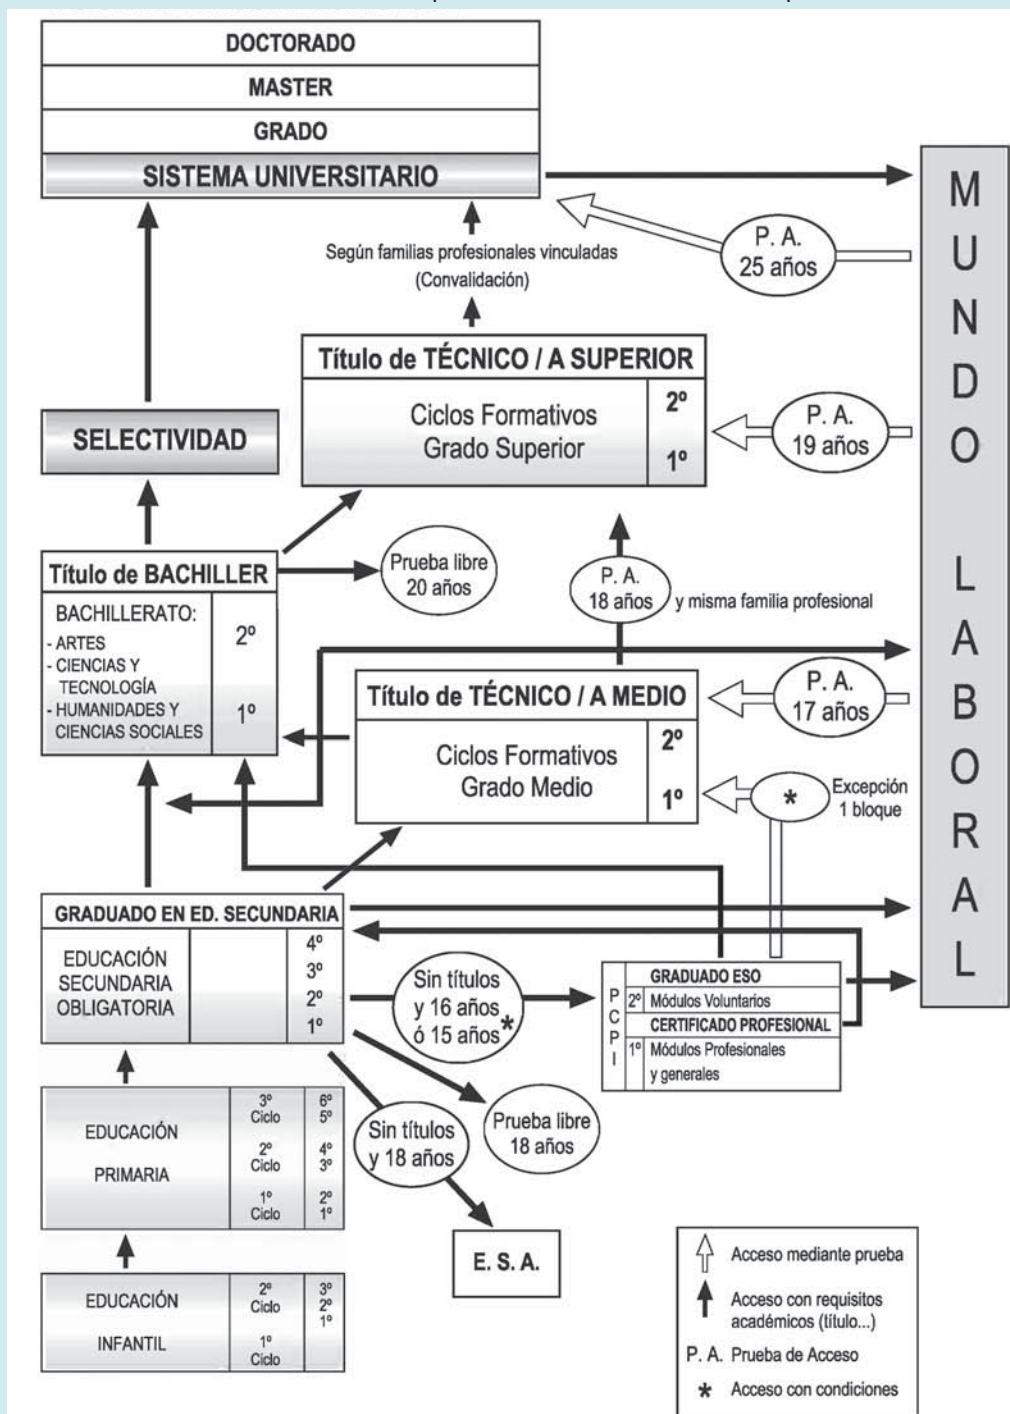 DOCTORADO
MASTER
GRADO
SISTEMA UNIVERSITARIO
P. A.
25 años
Según familias profesionales vinculadas
(Convalidación)
Título de TÉCNICO / A SUPERIOR
Ciclos Formativos
Grado Superior
2º
1º
P. A.
19 años
SELECTIVIDAD
Título de BACHILLER
BACHILLERATO:
- ARTES
- CIENCIAS Y
TECNOLOGÍA
- HUMANIDADES Y
CIENCIAS SOCIALES
2º
1º
Prueba libre
20 años
P. A.
18 años
y misma familia profesional
Título de TÉCNICO / A MEDIO
Ciclos Formativos
Grado Medio
2º
1º
P. A.
17 años
*
Excepción
1 bloque
MUNDO LABORAL
GRADUADO EN ED. SECUNDARIA
EDUCACIÓN
SECUNDARIA
OBLIGATORIA
4º
3º
2º
1º
Sin títulos
y 16 años
ó 15 años*
PCPI
GRADUADO ESO
2º Módulos Voluntarios
CERTIFICADO PROFESIONAL
1º Módulos Profesionales
y generales
Sin títulos
y 18 años
Prueba libre
18 años
E. S. A.
EDUCACIÓN
PRIMARIA
3º
Ciclo
6º
5º
2º
Ciclo
4º
3º
1º
Ciclo
2º
1º
EDUCACIÓN
INFANTIL
2º
Ciclo
3º
2º
1º
1º
Ciclo
Acceso mediante prueba
Acceso con requisitos
académicos (título...)
P. A. Prueba de Acceso
* Acceso con condiciones